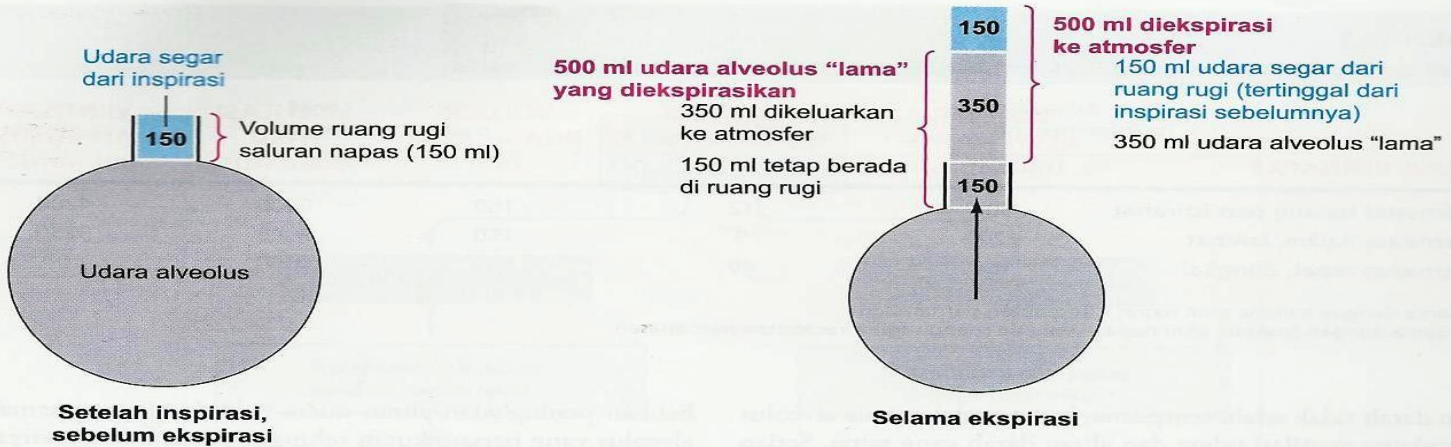 Udara segar
dari inspirasi
150
Volume ruang rugi
saluran napas (150 ml)
Udara alveolus
Setelah inspirasi,
sebelum ekspirasi
500 ml udara alveolus “lama”
yang diekspirasikan
350 ml dikeluarkan
ke atmosfer
150 ml tetap berada
di ruang rugi
150
350
150
500 ml diekspirasi
ke atmosfer
150 ml udara segar dari
ruang rugi (tertinggal dari
inspirasi sebelumnya)
350 ml udara alveolus “lama”
Selama ekspirasi